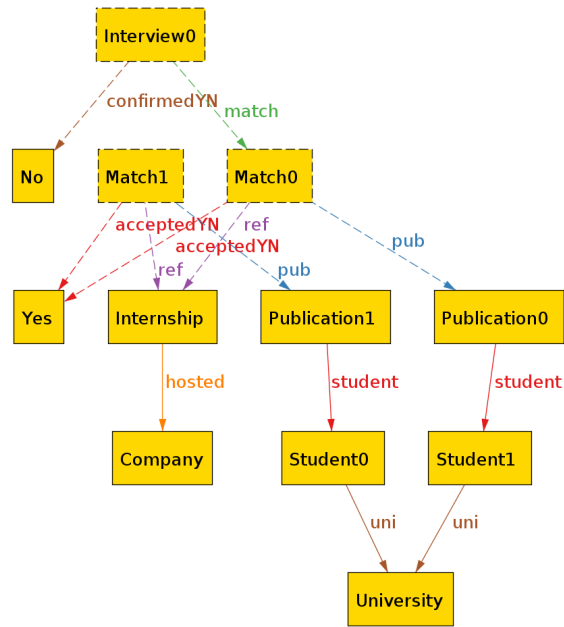 Interview0
confirmedYN
match
No
Match1
Match0
acceptedYN
ref
acceptedYN
pub
ref
pub
Yes
Internship
Publication1
Publication0
hosted
student
student
Company
Student0
Student1
uni
uni
University